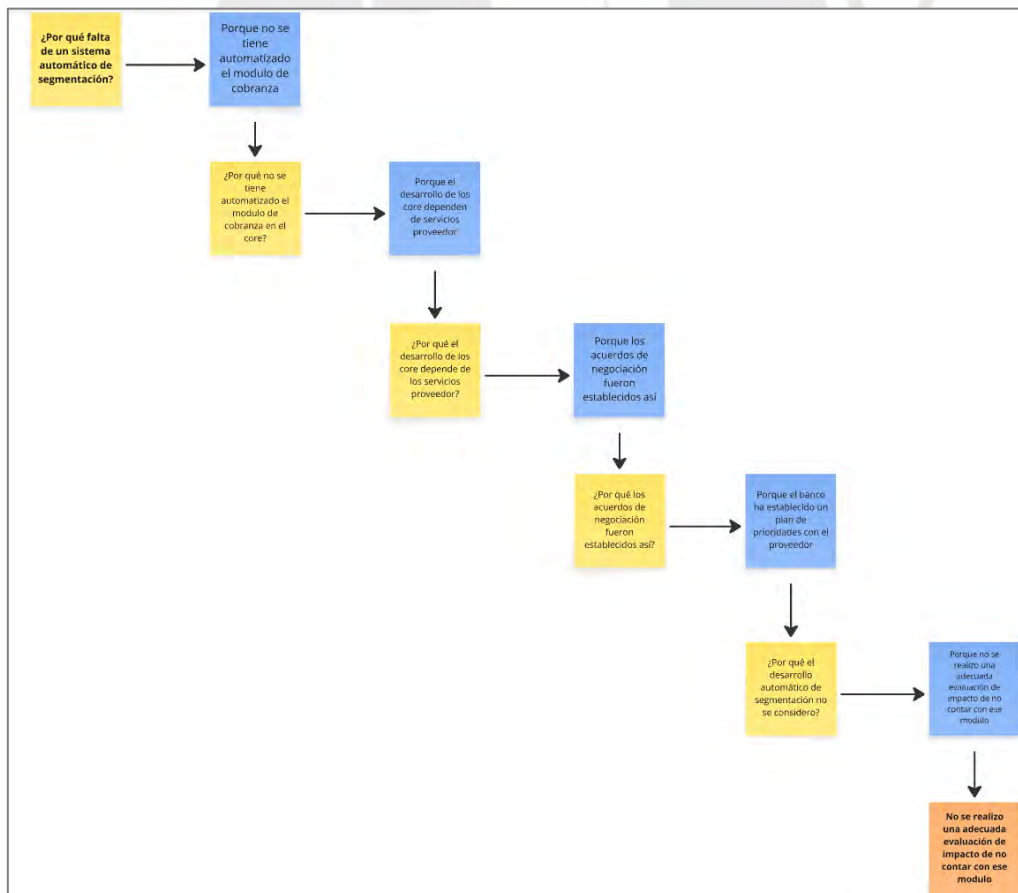 ¿Por qué falta
de un sistema
automático de
segmentación?
Porque no se
tiene
automatizado
el modulo de
cobranza
¿Por qué no se
tiene
automatizado el
modulo de
cobranza en el
core?
Porque el
desarrollo de los
core dependen
de servicios
proveedor
¿Por qué el
desarrollo de los
core depende de
los servicios
proveedor?
Porque los
acuerdos de
negociación
fueron
establecidos así
¿Por qué los
acuerdos de
negociación
fueron
establecidos así?
Porque el banco
ha establecido un
plan de
prioridades con el
proveedor
¿Por qué el
desarrollo
automático de
segmentación no
se considero?
Porque no se
realizo una
adecuada
evaluación de
impacto de no
contar con ese
modulo
No se realizo
una adecuada
evaluación de
impacto de no
contar con ese
modulo